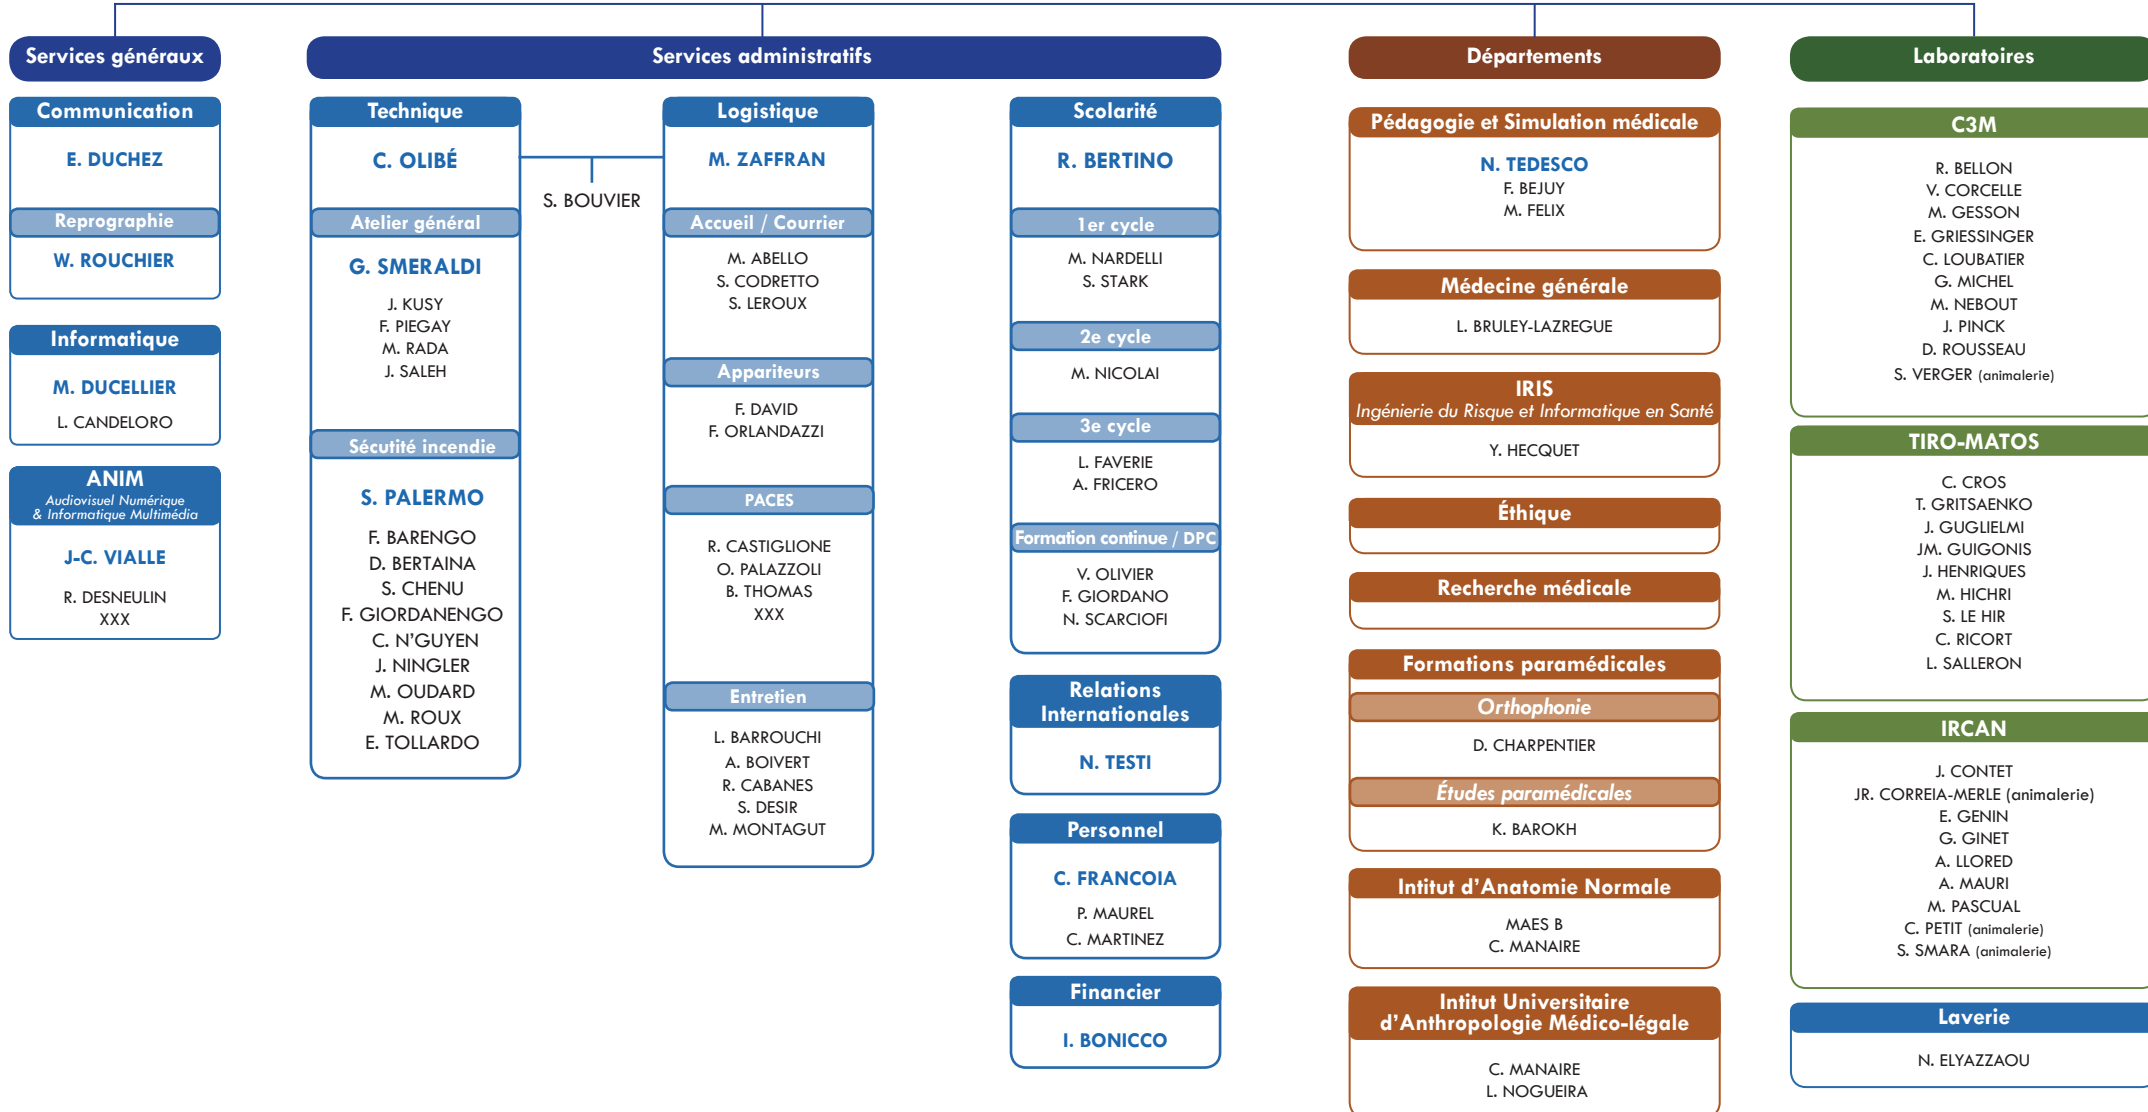 Services généraux
Communication
E. DUCHEZ
Reprographie
W. ROUCHIER
Informatique
M. DUCELLIER
L. CANDELORO
ANIM
Audiovisuel Numérique
& Informatique Multimédia
J-C. VIALLE
R. DESNEULIN
XXX
Services administratifs
Technique
C. OLIBÉ
S. BOUVIER
Atelier général
G. SMERALDI
J. KUSY
F. PIEGAY
M. RADA
J. SALEH
Sécutité incendie
S. PALERMO
F. BARENGO
D. BERTAINA
S. CHENU
F. GIORDANENGO
C. N'GUYEN
J. NINGLER
M. OUDARD
M. ROUX
E. TOLLARDO
Logistique
M. ZAFFRAN
Accueil / Courrier
M. ABELLO
S. CODRETTO
S. LEROUX
Appariteurs
F. DAVID
F. ORLANDAZZI
PACES
R. CASTIGLIONE
O. PALAZZOLI
B. THOMAS
XXX
Entretien
L. BARROUCHI
A. BOIVERT
R. CABANES
S. DESIR
M. MONTAGUT
Scolarité
R. BERTINO
1er cycle
M. NARDELLI
S. STARK
2e cycle
M. NICOLAI
3e cycle
L. FAVERIE
A. FRICERO
Formation continue / DPC
V. OLIVIER
F. GIORDANO
N. SCARCIOFI
Relations
Internationales
N. TESTI
Personnel
C. FRANCOIA
P. MAUREL
C. MARTINEZ
Financier
I. BONICCO
Départements
Pédagogie et Simulation médicale
N. TEDESCO
F. BEJUY
M. FELIX
Médecine générale
L. BRULEY-LAZREGUE
IRIS
Ingénierie du Risque et Informatique en Santé
Y. HECQUET
Éthique
Recherche médicale
Formations paramédicales
Orthophonie
D. CHARPENTIER
Études paramédicales
K. BAROKH
Intitut d'Anatomie Normale
MAES B
C. MANAIRE
Intitut Universitaire
d'Anthropologie Médico-légale
C. MANAIRE
L. NOGUEIRA
Laboratoires
C3M
R. BELLON
V. CORCELLE
M. GESSON
E. GRIESSINGER
C. LOUBATIER
G. MICHEL
M. NEBOUT
J. PINCK
D. ROUSSEAU
S. VERGER (animalerie)
TIRO-MATOS
C. CROS
T. GRITSAENKO
J. GUGLIELMI
JM. GUIGONIS
J. HENRIQUES
M. HICHRI
S. LE HIR
C. RICORT
L. SALLERON
IRCAN
J. CONTET
JR. CORREIA-MERLE (animalerie)
E. GENIN
G. GINET
A. LLORED
A. MAURI
M. PASCUAL
C. PETIT (animalerie)
S. SMARA (animalerie)
Laverie
N. ELYAZZAOU